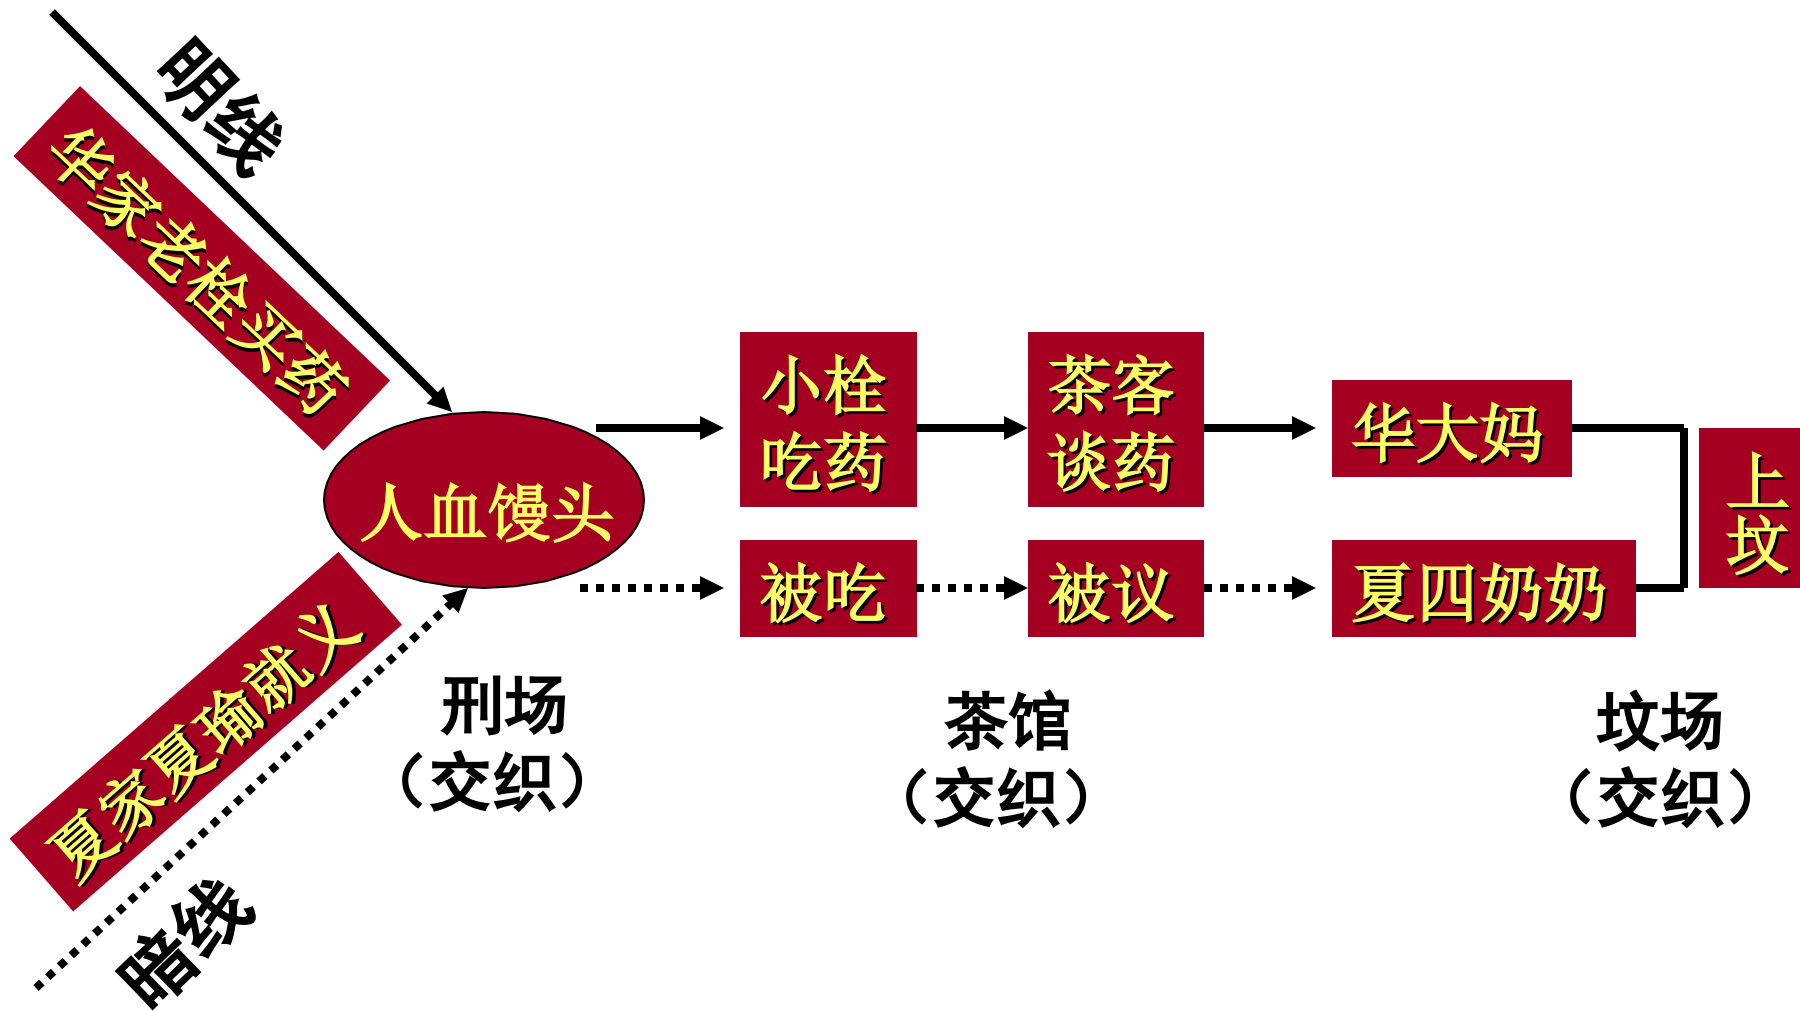 明线
华家老栓买药
人血馒头
夏家夏瑜就义
暗线
小栓
吃药
茶客
谈药
华大妈
被吃
被议
夏四奶奶
上
坟
刑场
（交织）
茶馆
（交织）
坟场
（交织）